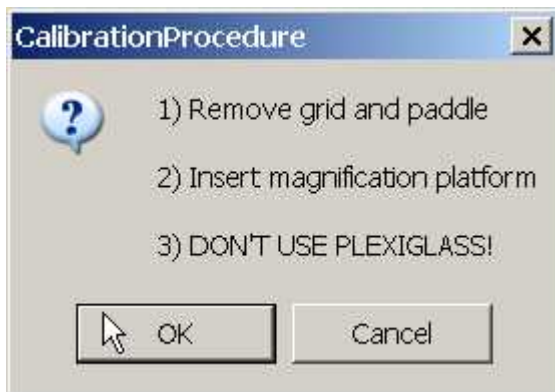 CalibrationProcedure
1) Remove grid and paddle
2) Insert magnification platform
3) DON'T USE PLEXIGLASS!
OK Cancel